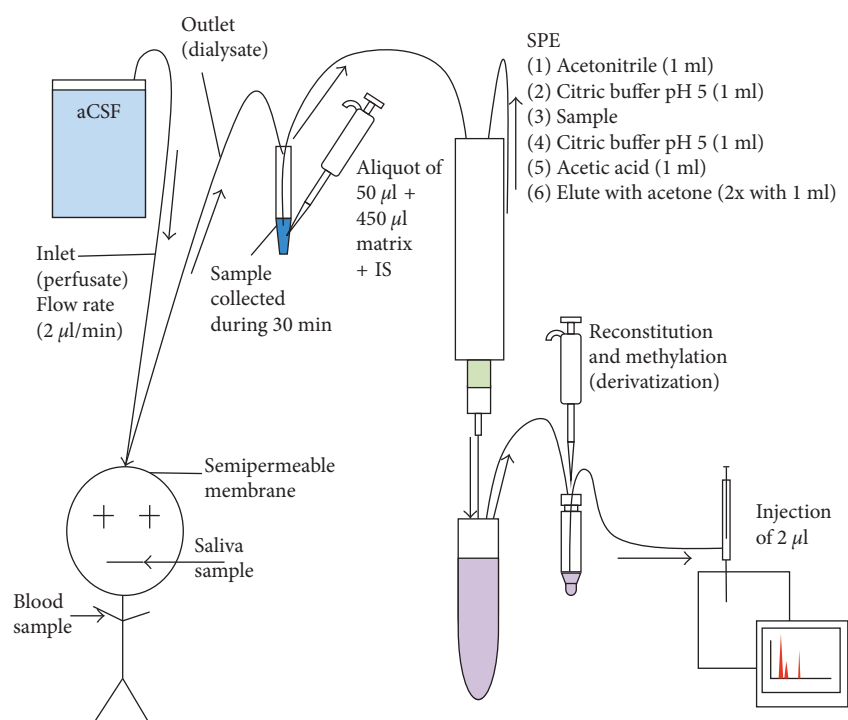 Outlet
(dialysate)
aCSF
Inlet
(perfusate)
Flow rate
(2 μl/min)
Sample
collected
during 30 min
Aliquot of
50 μl +
450 μl
matrix
+ IS
SPE
(1) Acetonitrile (1 ml)
(2) Citric buffer pH 5 (1 ml)
(3) Sample
(4) Citric buffer pH 5 (1 ml)
(5) Acetic acid (1 ml)
(6) Elute with acetone (2x with 1 ml)
Reconstitution
and methylation
(derivatization)
Semipermeable
membrane
Saliva
sample
Blood
sample
Injection
of 2 μl